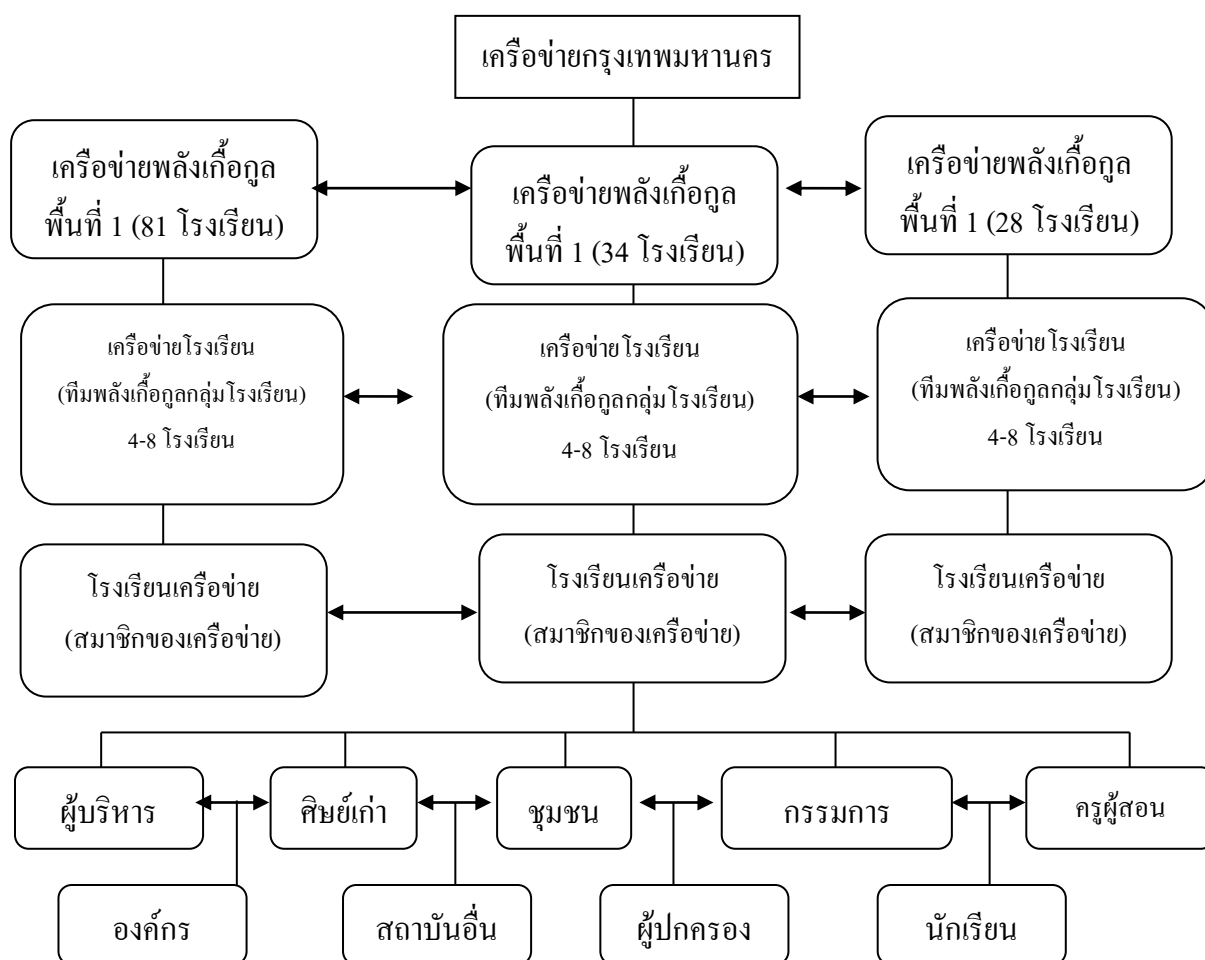 เครือข่ายกรุงเทพมหานคร
เครือข่ายพลังเกื้อกูล
พื้นที่ 1 (81 โรงเรียน)
เครือข่ายพลังเกื้อกูล
พื้นที่ 1 (34 โรงเรียน)
เครือข่ายพลังเกื้อกูล
พื้นที่ 1 (28 โรงเรียน)
เครือข่ายโรงเรียน
(ทีมพลังเกื้อกูลกลุ่มโรงเรียน)
4-8 โรงเรียน
เครือข่ายโรงเรียน
(ทีมพลังเกื้อกูลกลุ่มโรงเรียน)
4-8 โรงเรียน
เครือข่ายโรงเรียน
(ทีมพลังเกื้อกูลกลุ่มโรงเรียน)
4-8 โรงเรียน
โรงเรียนเครือข่าย
(สมาชิกของเครือข่าย)
โรงเรียนเครือข่าย
(สมาชิกของเครือข่าย)
โรงเรียนเครือข่าย
(สมาชิกของเครือข่าย)
ผู้บริหาร
ศิษย์เก่า
ชุมชน
กรรมการ
ครูผู้สอน
องค์กร
สถาบันอื่น
ผู้ปกครอง
นักเรียน